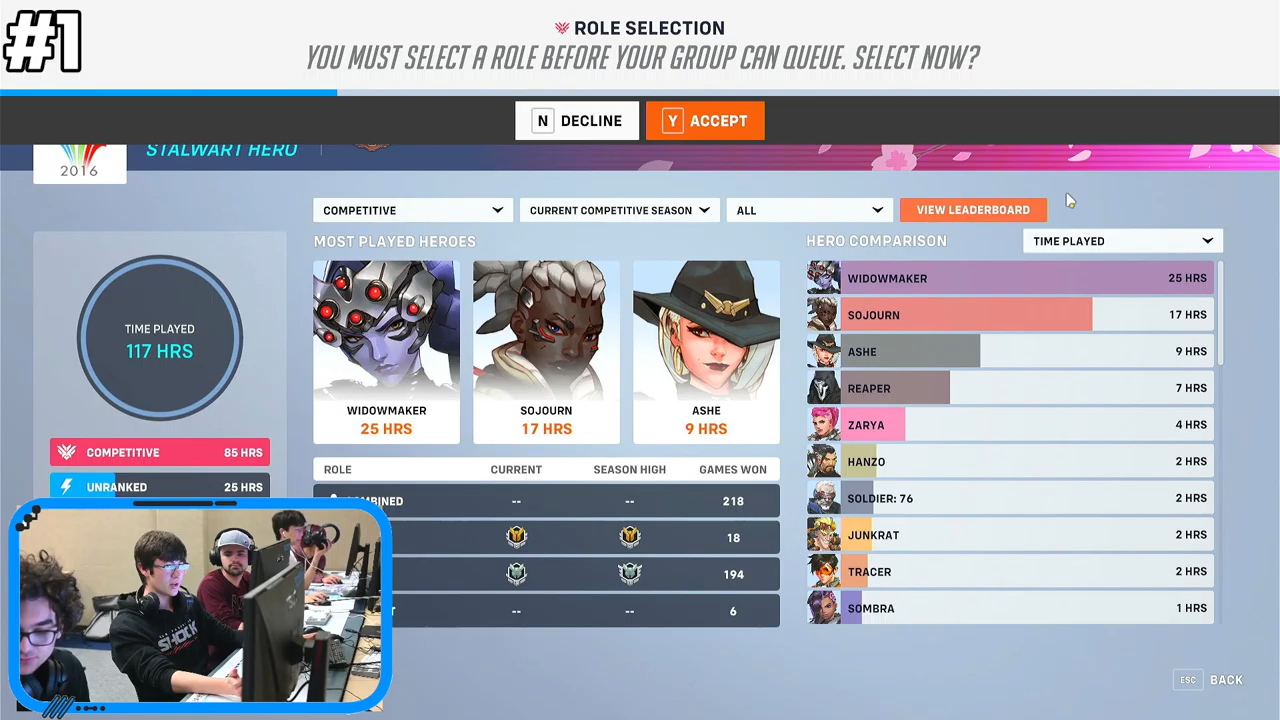 #1
ROLE SELECTION
YOU MUST SELECT A ROLE BEFORE YOUR GROUP CAN QUEUE. SELECT NOW?
N DECLINE
Y ACCEPT
2016
STALWART HERO
COMPETITIVE
CURRENT COMPETITIVE SEASON
ALL
VIEW LEADERBOARD
TIME PLAYED
117 HRS
COMPETITIVE 85 HRS
UNRANKED 25 HRS
MOST PLAYED HEROES
WIDOWMAKER
25 HRS
SOJOURN
17 HRS
ASHE
9 HRS
ROLE CURRENT SEASON HIGH GAMES WON
-- -- 218
18
194
-- -- 6
HERO COMPARISON
TIME PLAYED
WIDOWMAKER 25 HRS
SOJOURN 17 HRS
ASHE 9 HRS
REAPER 7 HRS
ZARYA 4 HRS
HANZO 2 HRS
SOLDIER: 76 2 HRS
JUNKRAT 2 HRS
TRACER 2 HRS
SOMBRA 1 HRS
SHOCK
ESC BACK